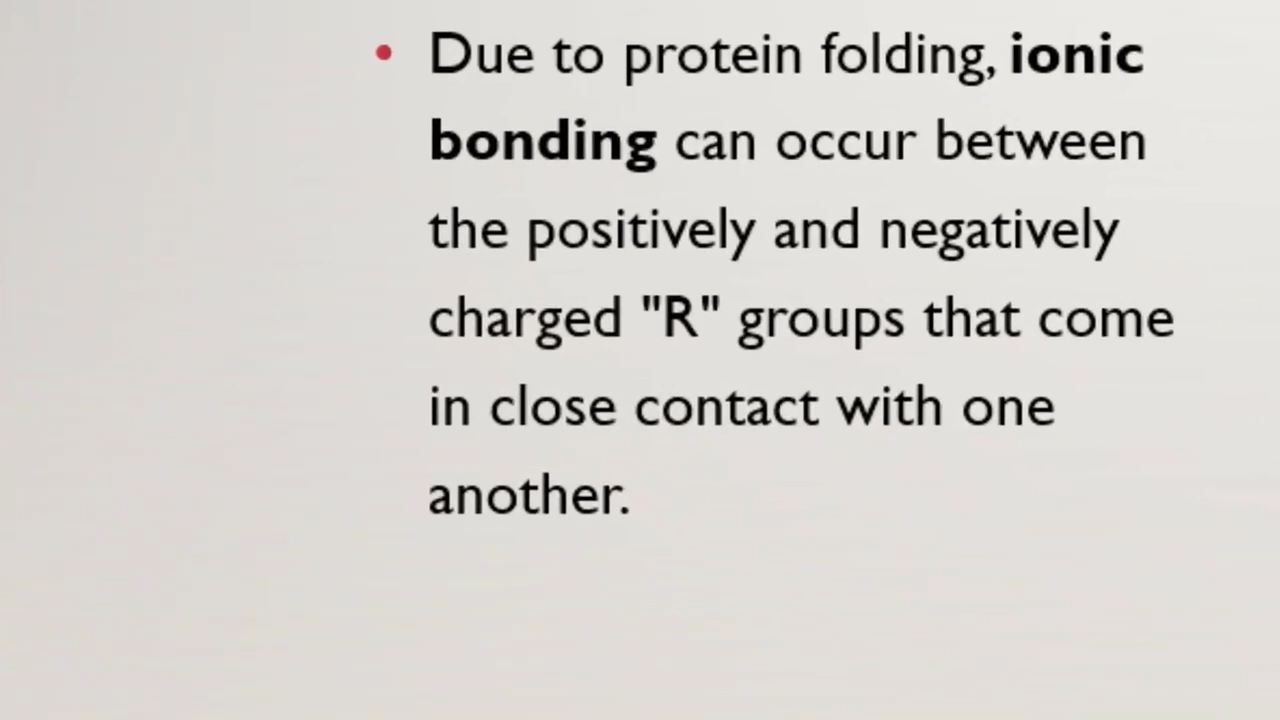 • Due to protein folding, ionic
bonding can occur between
the positively and negatively
charged "R" groups that come
in close contact with one
another.